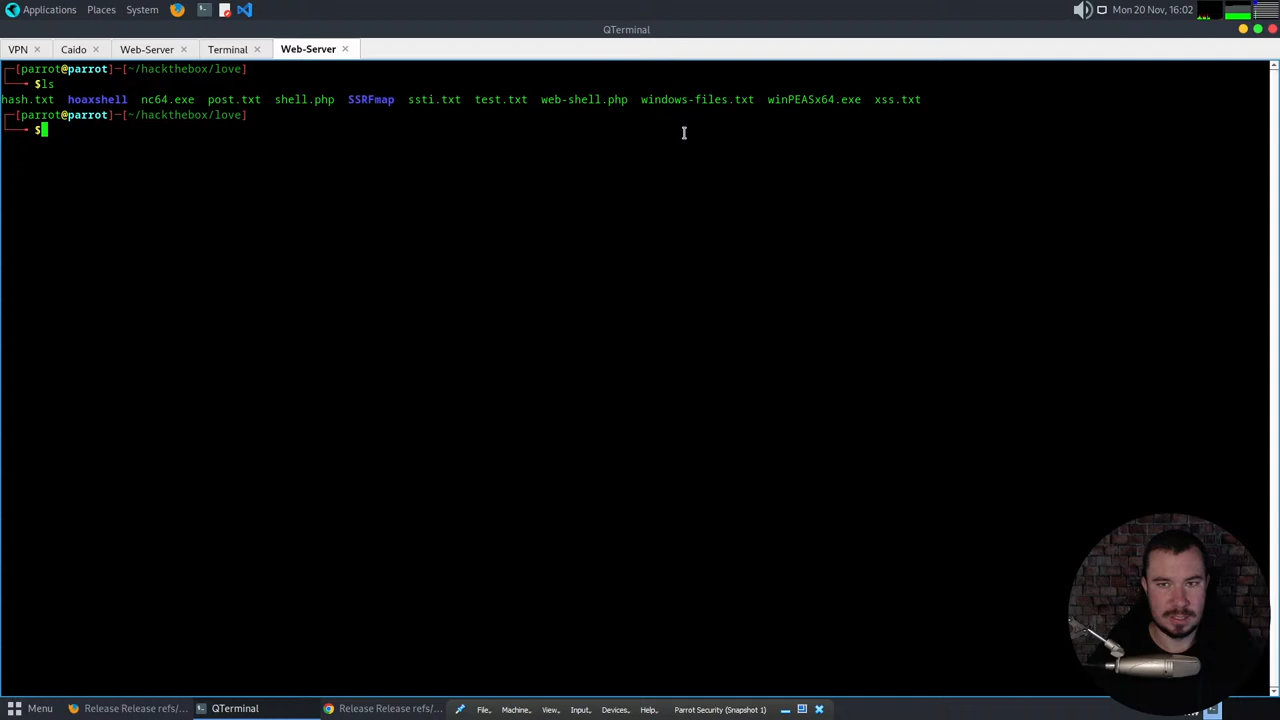 Applications Places System Mon 20 Nov, 16:02
QTerminal
VPN Caido Web-Server Terminal Web-Server
[parrot@parrot]─[~/hackthebox/love]
$ls
hash.txt hoaxshell nc64.exe post.txt shell.php SSRFmap ssti.txt test.txt web-shell.php windows-files.txt winPEASx64.exe xss.txt
[parrot@parrot]─[~/hackthebox/love]
$
Menu Release Release refs/... QTerminal Release Release refs/... File, Machine, View, Input, Devices, Help, Parrot Security (Snapshot 1)